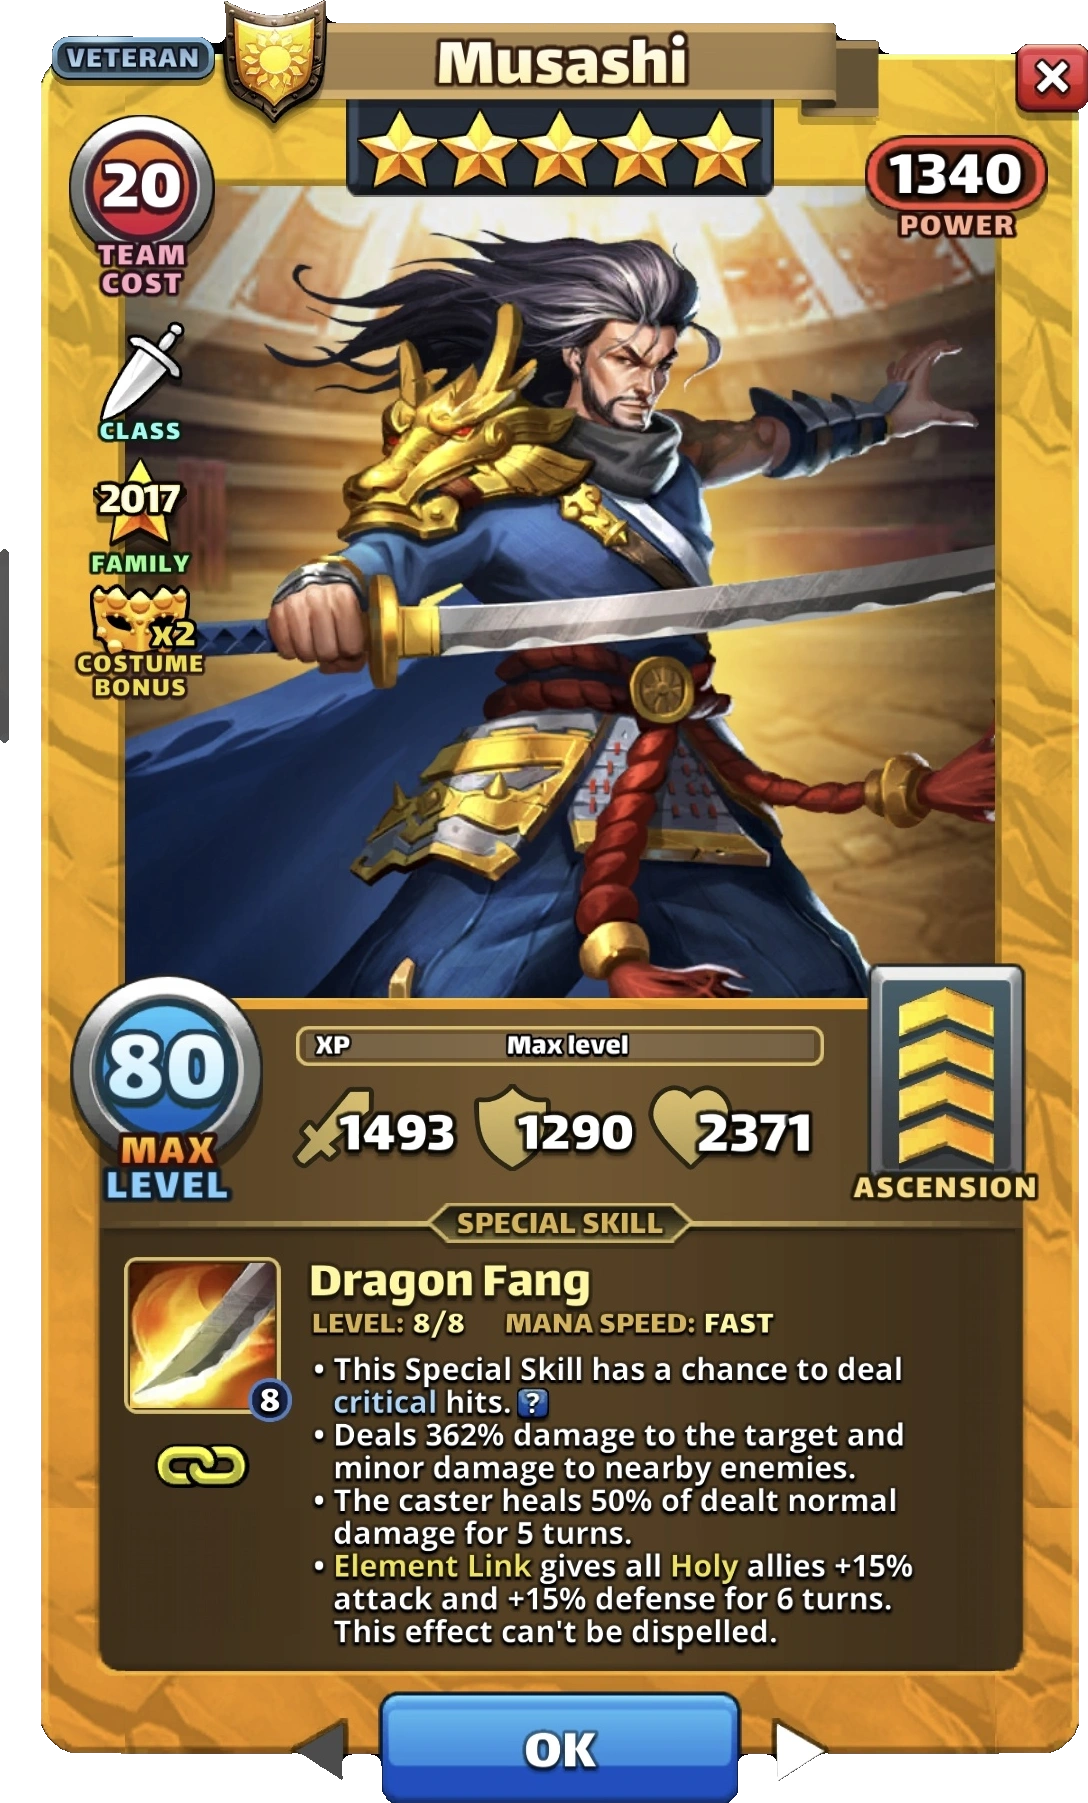 VETERAN
Musashi
20
TEAM
COST
1340
POWER
CLASS
2017
FAMILY
x2
COSTUME
BONUS
80
MAX
LEVEL
XP
Max level
1493
1290
2371
ASCENSION
SPECIAL SKILL
Dragon Fang
LEVEL: 8/8 MANA SPEED: FAST
8
• This Special Skill has a chance to deal
critical hits. ?
• Deals 362% damage to the target and
minor damage to nearby enemies.
• The caster heals 50% of dealt normal
damage for 5 turns.
• Element Link gives all Holy allies +15%
attack and +15% defense for 6 turns.
This effect can't be dispelled.
OK